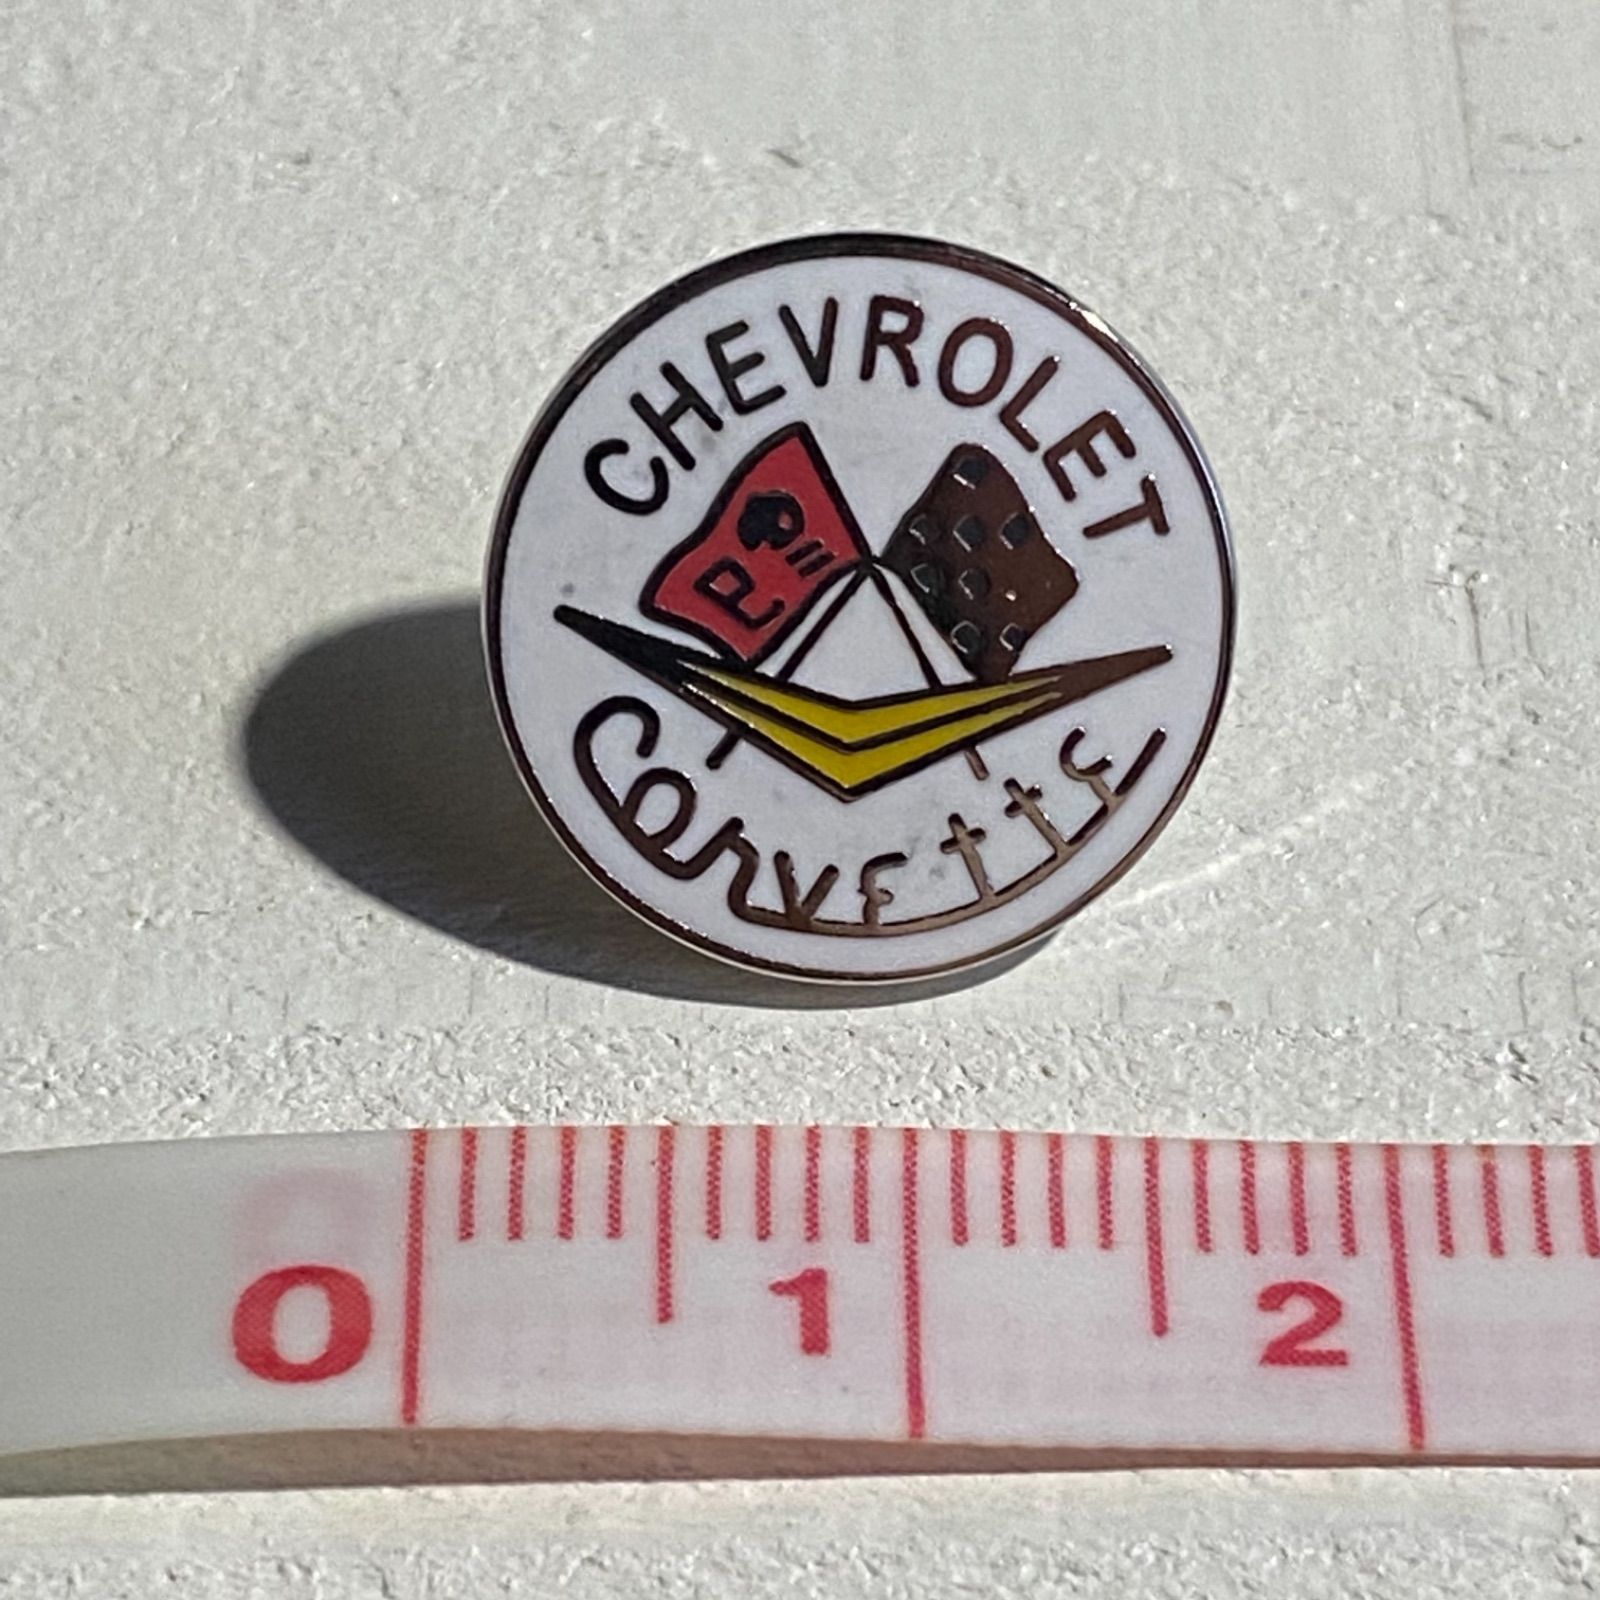 CHEVROLET
Corvette
0 1 2